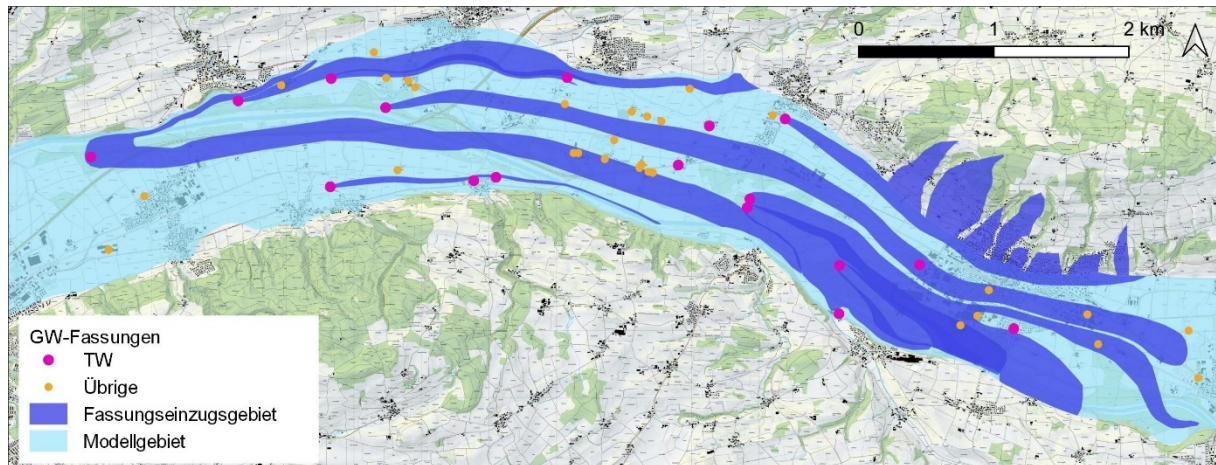 0 1 2 km
GW-Fassungen
TW
Übrige
Fassungseinzugsgebiet
Modellgebiet